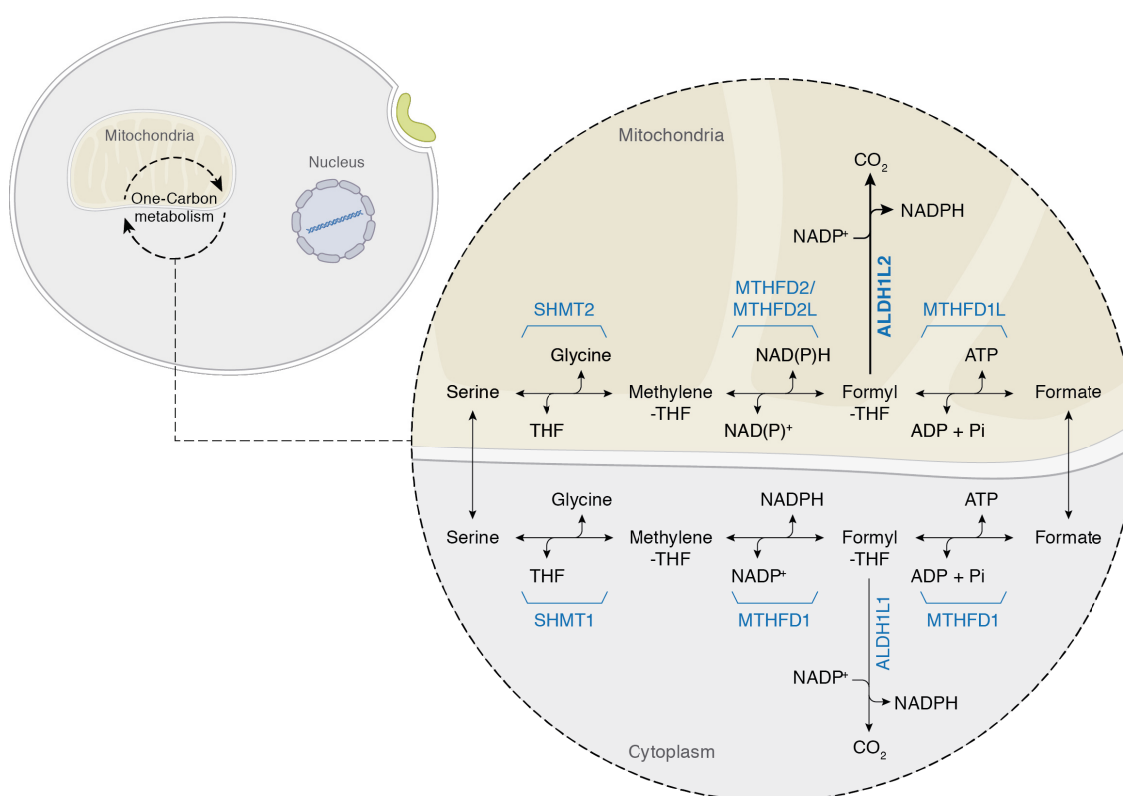 Mitochondria
One-Carbon
metabolism
Nucleus
Mitochondria
CO₂
NADPH
NADP⁺
ALDH1L2
SHMT2
MTHFD2/
MTHFD2L
MTHFD1L
Glycine
NAD(P)H
ATP
Serine
Methylene
-THF
Formyl
-THF
Formate
THF
NAD(P)⁺
ADP + Pi
Glycine
NADPH
ATP
Serine
Methylene
-THF
Formyl
-THF
Formate
THF
NADP⁺
ADP + Pi
SHMT1
MTHFD1
MTHFD1
ALDH1L1
NADP⁺
NADPH
CO₂
Cytoplasm